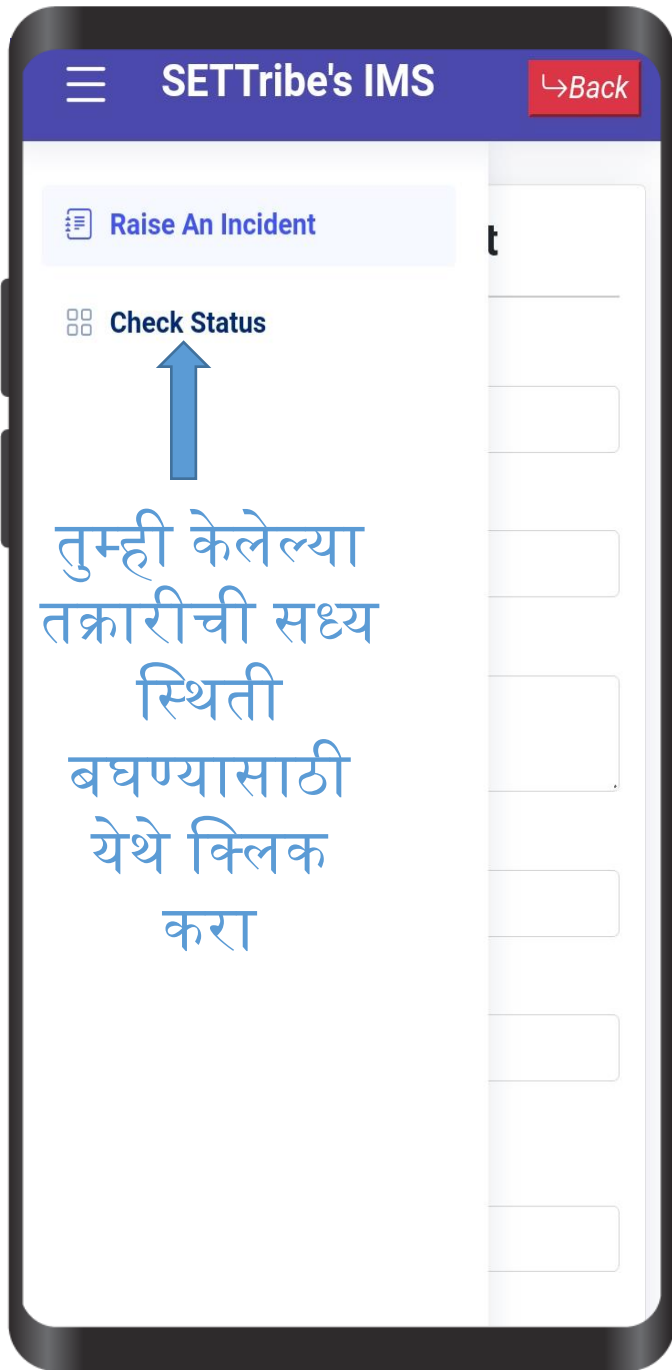 SETTribe's IMS
Back
Raise An Incident
t
Check Status
तुम्ही केलेल्या
तक्रारीची सध्य
स्थिती
बघण्यासाठी
येथे क्लिक
करा